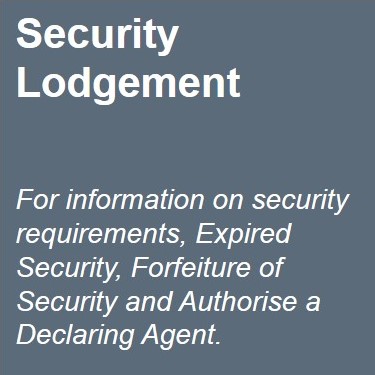 Security
Lodgement
For information on security
requirements, Expired
Security, Forfeiture of
Security and Authorise a
Declaring Agent.